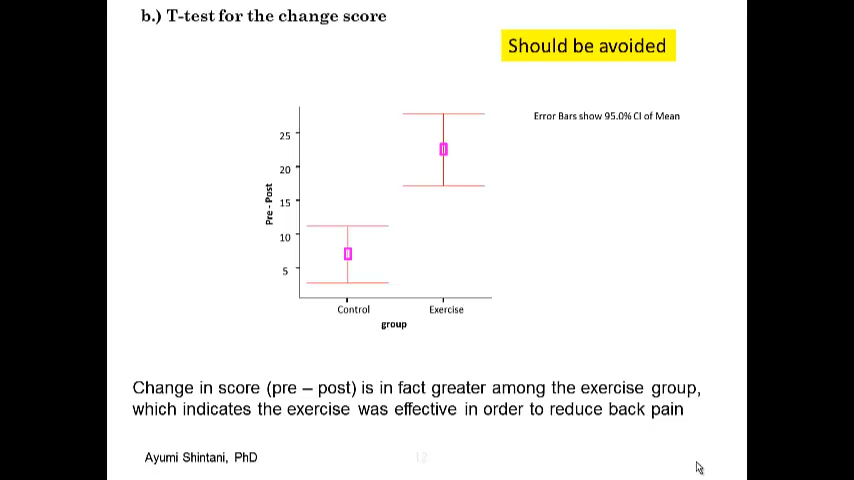 b.) T-test for the change score
Should be avoided
Error Bars show 95.0% CI of Mean
25
20
15
10
5
Pre - Post
Control
Exercise
group
Change in score (pre – post) is in fact greater among the exercise group,
which indicates the exercise was effective in order to reduce back pain
Ayumi Shintani, PhD
12